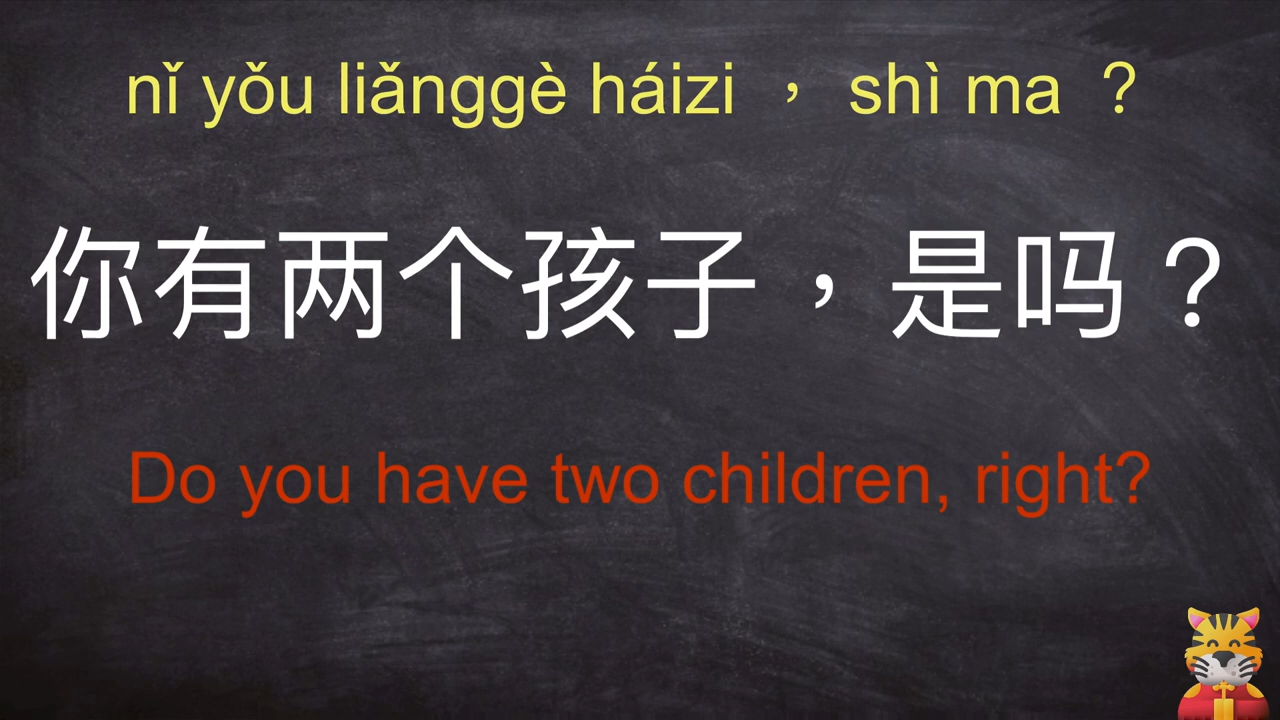 nǐ yǒu liǎnggè háizi ， shì ma ？
你有两个孩子，是吗？
Do you have two children, right?